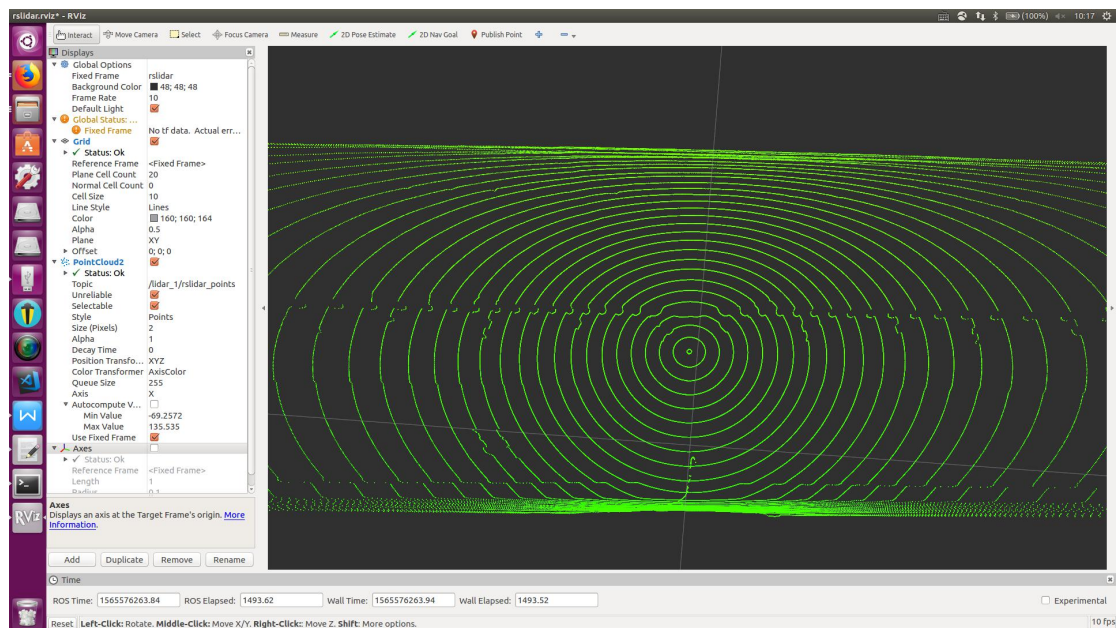 rslidar.rviz* - RViz
(100%) 10:17
Interact Move Camera Select Focus Camera Measure 2D Pose Estimate 2D Nav Goal Publish Point
Displays
Global Options
Fixed Frame rslidar
Background Color 48; 48; 48
Frame Rate 10
Default Light
Global Status: ...
Fixed Frame No tf data. Actual err...
Grid
Status: Ok
Reference Frame <Fixed Frame>
Plane Cell Count 20
Normal Cell Count 0
Cell Size 10
Line Style Lines
Color 160; 160; 164
Alpha 0.5
Plane XY
Offset 0; 0; 0
PointCloud2
Status: Ok
Topic /lidar_1/rslidar_points
Unreliable
Selectable
Style Points
Size (Pixels) 2
Alpha 1
Decay Time 0
Position Transfo... XYZ
Color Transformer AxisColor
Queue Size 255
Axis X
Autocompute V...
Min Value -69.2572
Max Value 135.535
Use Fixed Frame
Axes
Status: Ok
Reference Frame <Fixed Frame>
Length 1
Radius 0.1
Axes
Displays an axis at the Target Frame's origin. More
Information.
Add Duplicate Remove Rename
Time
ROS Time: 1565576263.84 ROS Elapsed: 1493.62 Wall Time: 1565576263.94 Wall Elapsed: 1493.52 Experimental
Reset Left-Click: Rotate. Middle-Click: Move X/Y. Right-Click:: Move Z. Shift: More options. 10 fps
RViz